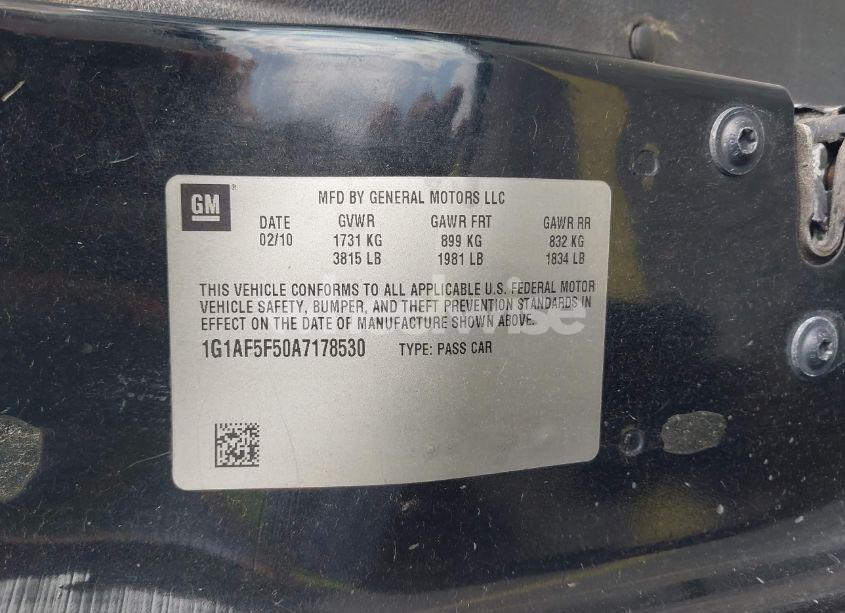 GM
MFD BY GENERAL MOTORS LLC
DATE GVWR GAWR FRT GAWR RR
02/10 1731 KG 899 KG 832 KG
3815 LB 1981 LB 1834 LB
THIS VEHICLE CONFORMS TO ALL APPLICABLE U.S. FEDERAL MOTOR
VEHICLE SAFETY, BUMPER, AND THEFT PREVENTION STANDARDS IN
EFFECT ON THE DATE OF MANUFACTURE SHOWN ABOVE.
1G1AF5F50A7178530 TYPE: PASS CAR